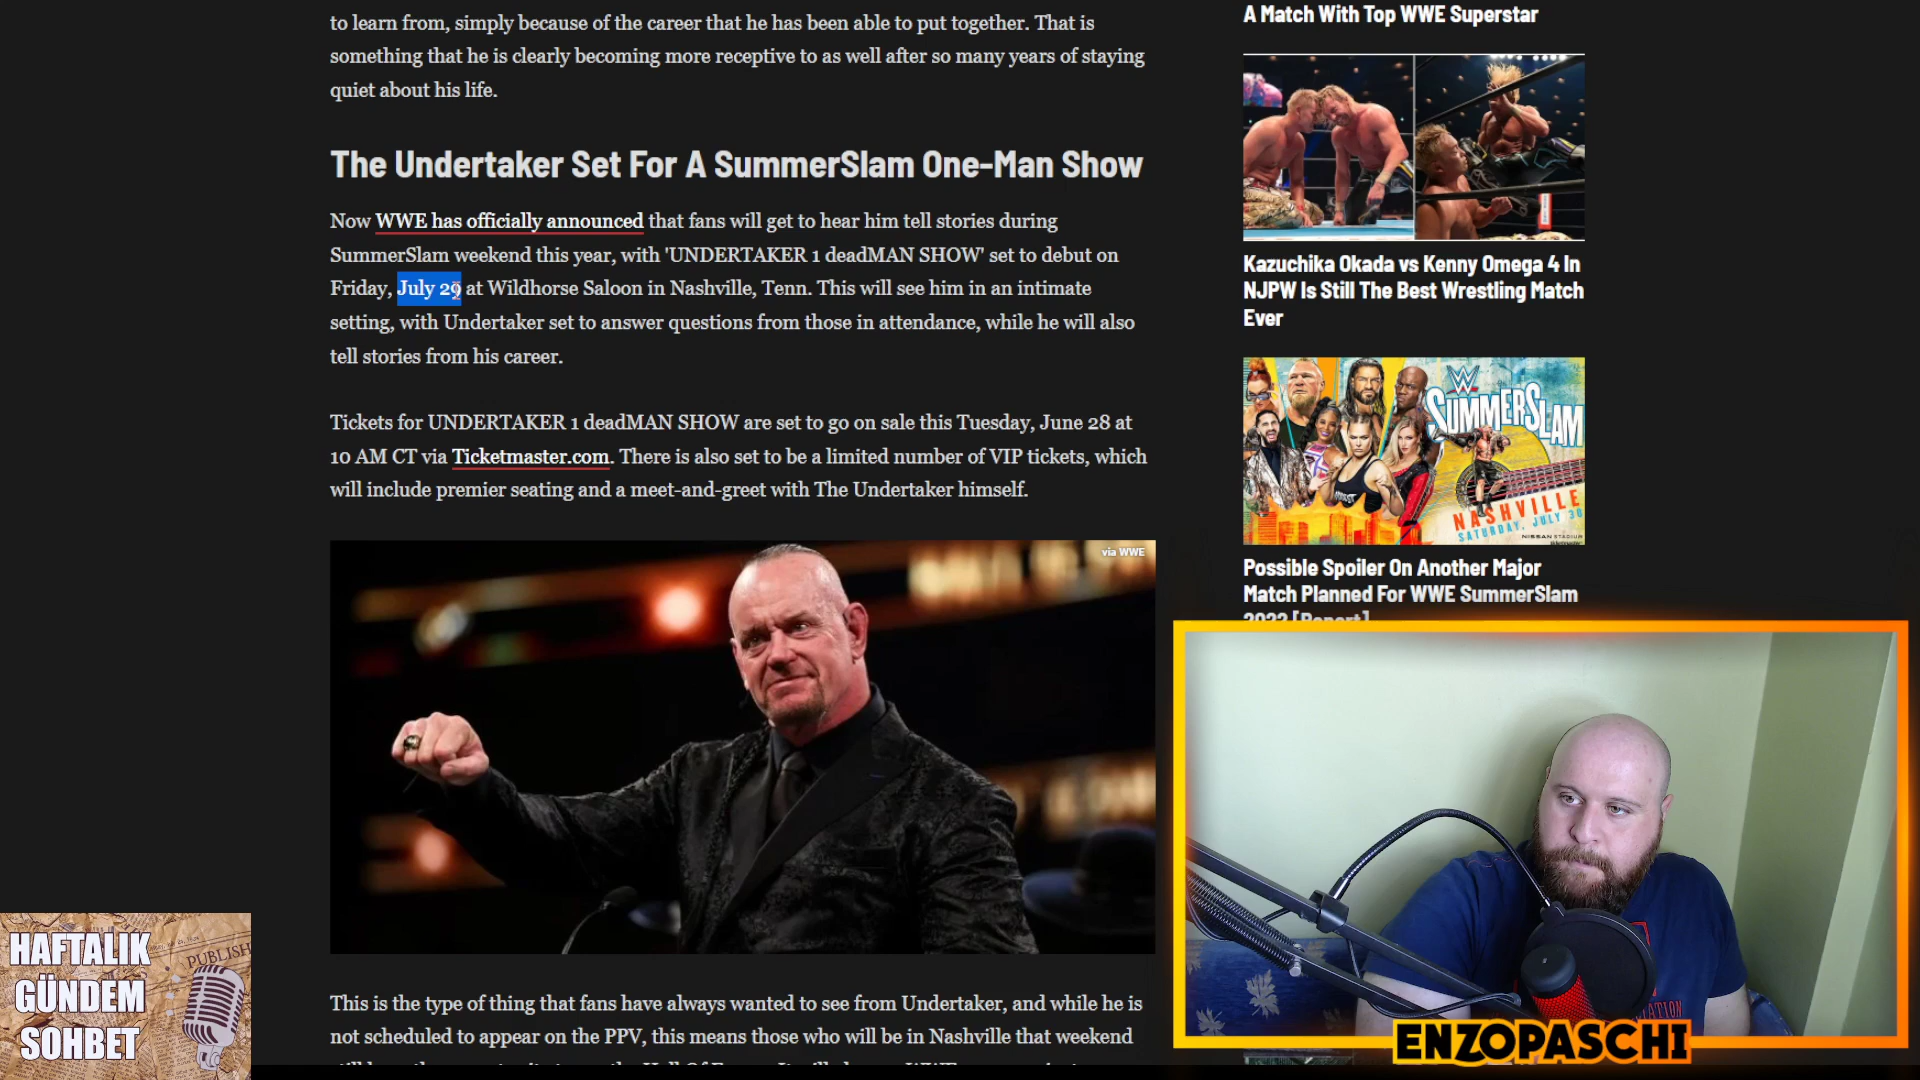 to learn from, simply because of the career that he has been able to put together. That is
something that he is clearly becoming more receptive to as well after so many years of staying
quiet about his life.
The Undertaker Set For A SummerSlam One-Man Show
Now WWE has officially announced that fans will get to hear him tell stories during
SummerSlam weekend this year, with 'UNDERTAKER 1 deadMAN SHOW' set to debut on
Friday, July 29 at Wildhorse Saloon in Nashville, Tenn. This will see him in an intimate
setting, with Undertaker set to answer questions from those in attendance, while he will also
tell stories from his career.
Tickets for UNDERTAKER 1 deadMAN SHOW are set to go on sale this Tuesday, June 28 at
10 AM CT via Ticketmaster.com. There is also set to be a limited number of VIP tickets, which
will include premier seating and a meet-and-greet with The Undertaker himself.
via WWE
This is the type of thing that fans have always wanted to see from Undertaker, and while he is
not scheduled to appear on the PPV, this means those who will be in Nashville that weekend
A Match With Top WWE Superstar
Kazuchika Okada vs Kenny Omega 4 In
NJPW Is Still The Best Wrestling Match
Ever
W
SUMMERSLAM
NASHVILLE
SATURDAY, JULY 30
NISSAN STADIUM
ticketmaster
Possible Spoiler On Another Major
Match Planned For WWE SummerSlam
2022 [Report]
HAFTALIK
GÜNDEM
SOHBET
PUBLISH
ENZOPASCHI